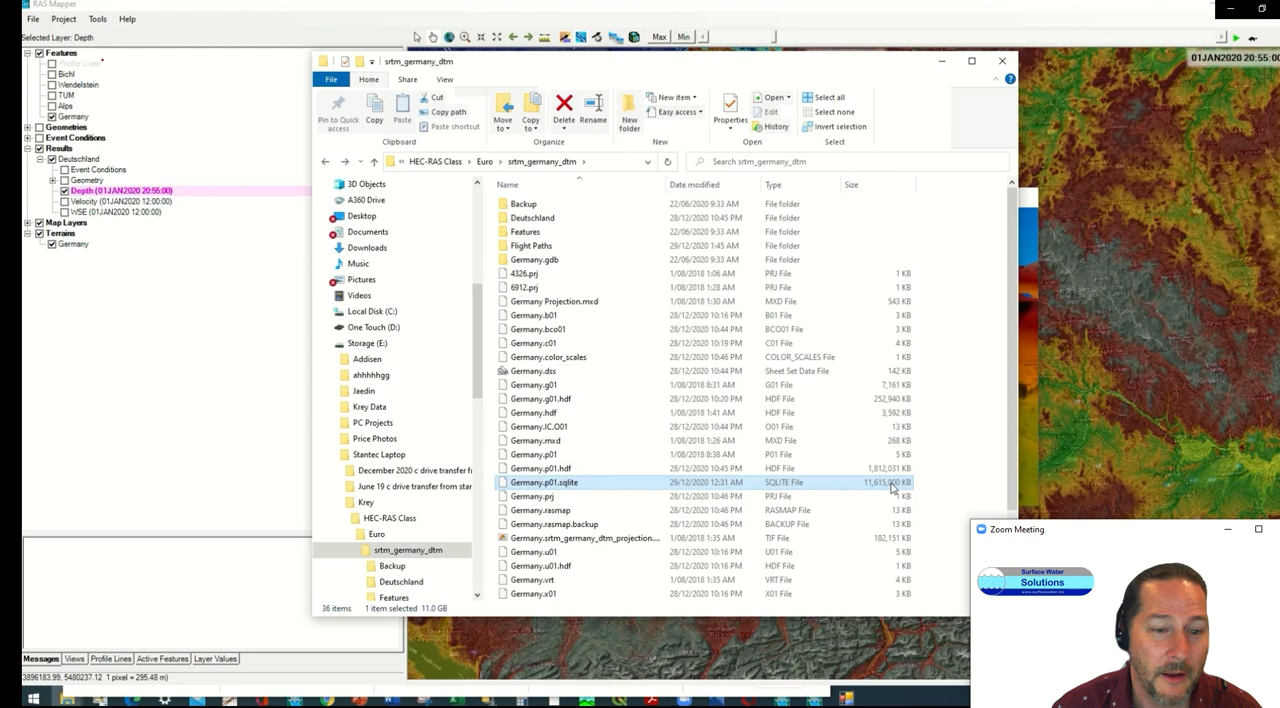 RAS Mapper
File Project Tools Help
Selected Layer: Depth
Max Min
01JAN2020 20:55:00
Features
Profile Lines
Bichl
Wendelstein
TUM
Alps
Germany
Geometries
Event Conditions
Results
Deutschland
Event Conditions
Geometry
Depth (01JAN2020 20:55:00)
Velocity (01JAN2020 12:00:00)
WSE (01JAN2020 12:00:00)
Map Layers
Terrains
Germany
srtm_germany_dtm
File Home Share View
Pin to Quick access
Copy
Paste
Cut
Copy path
Paste shortcut
Clipboard
Move to
Copy to
Delete
Rename
Organize
New folder
New item
Easy access
New
Properties
Open
Edit
History
Open
Select all
Select none
Invert selection
Select
« HEC-RAS Class › Euro › srtm_germany_dtm ›
Search srtm_germany_dtm
3D Objects
A360 Drive
Desktop
Documents
Downloads
Music
Pictures
Videos
Local Disk (C:)
One Touch (D:)
Storage (E:)
Addisen
ahhhhhgg
Jaedin
Krey Data
PC Projects
Price Photos
Stantec Laptop
December 2020 c drive transfer f
June 19 c drive transfer from star
Krey
HEC-RAS Class
Euro
srtm_germany_dtm
Backup
Deutschland
Features
Name Date modified Type Size
Backup 22/06/2020 9:33 AM File folder
Deutschland 28/12/2020 10:45 PM File folder
Features 22/06/2020 9:33 AM File folder
Flight Paths 29/12/2020 1:45 AM File folder
Germany.gdb 22/06/2020 9:33 AM File folder
4326.prj 1/08/2018 1:06 AM PRJ File 1 KB
6912.prj 1/08/2018 1:28 AM PRJ File 1 KB
Germany Projection.mxd 1/08/2018 1:30 AM MXD File 543 KB
Germany.b01 28/12/2020 10:16 PM B01 File 3 KB
Germany.bco01 28/12/2020 10:44 PM BCO01 File 3 KB
Germany.c01 28/12/2020 10:19 PM C01 File 4 KB
Germany.color_scales 28/12/2020 10:46 PM COLOR_SCALES File 1 KB
Germany.dss 28/12/2020 10:44 PM Sheet Set Data File 142 KB
Germany.g01 1/08/2018 8:31 AM G01 File 7,161 KB
Germany.g01.hdf 28/12/2020 10:20 PM HDF File 252,940 KB
Germany.hdf 1/08/2018 1:41 AM HDF File 3,592 KB
Germany.IC.O01 28/12/2020 10:44 PM O01 File 13 KB
Germany.mxd 1/08/2018 1:26 AM MXD File 268 KB
Germany.p01 1/08/2018 8:38 AM P01 File 5 KB
Germany.p01.hdf 28/12/2020 10:45 PM HDF File 1,812,031 KB
Germany.p01.sqlite 29/12/2020 12:31 AM SQLITE File KB
Germany.prj 28/12/2020 10:46 PM PRJ File KB
Germany.rasmap 28/12/2020 10:46 PM RASMAP File 13 KB
Germany.rasmap.backup 28/12/2020 10:46 PM BACKUP File 13 KB
Germany.srtm_germany_dtm_projection.... 1/08/2018 1:35 AM TIF File 182,151 KB
Germany.u01 28/12/2020 10:16 PM U01 File 5 KB
Germany.u01.hdf 28/12/2020 10:16 PM HDF File 1 KB
Germany.vrt 1/08/2018 1:35 AM VRT File 4 KB
Germany.x01 28/12/2020 10:16 PM X01 File 3 KB
36 items 1 item selected 11.0 GB
Zoom Meeting
Surface Water
Solutions
www.surfacewater.biz
Messages Views Profile Lines Active Features Layer Values
3896183.99, 5480237.12 1 pixel = 295.48 m)